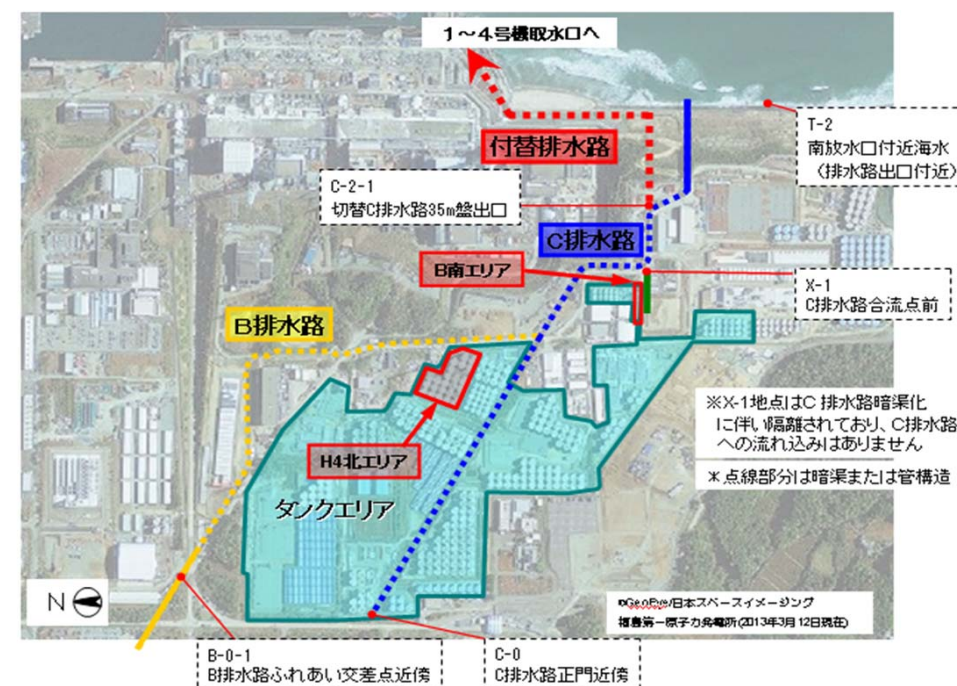 1～4号機取水口へ
付替排水路
T-2
南放水口付近海水
（排水路出口付近）
C-2-1
切替C排水路35m盤出口
C排水路
B南エリア
X-1
C排水路合流点前
B排水路
※X-1地点はC排水路暗渠化
に伴い隔離されており、C排水路
への流れ込みはありません
＊点線部分は暗渠または管構造
H4北エリア
タンクエリア
N
©GeoEye/日本スペースイメージング
福島第一原子力発電所(2013年3月12日現在)
B-0-1
B排水路ふれあい交差点近傍
C-0
C排水路正門近傍